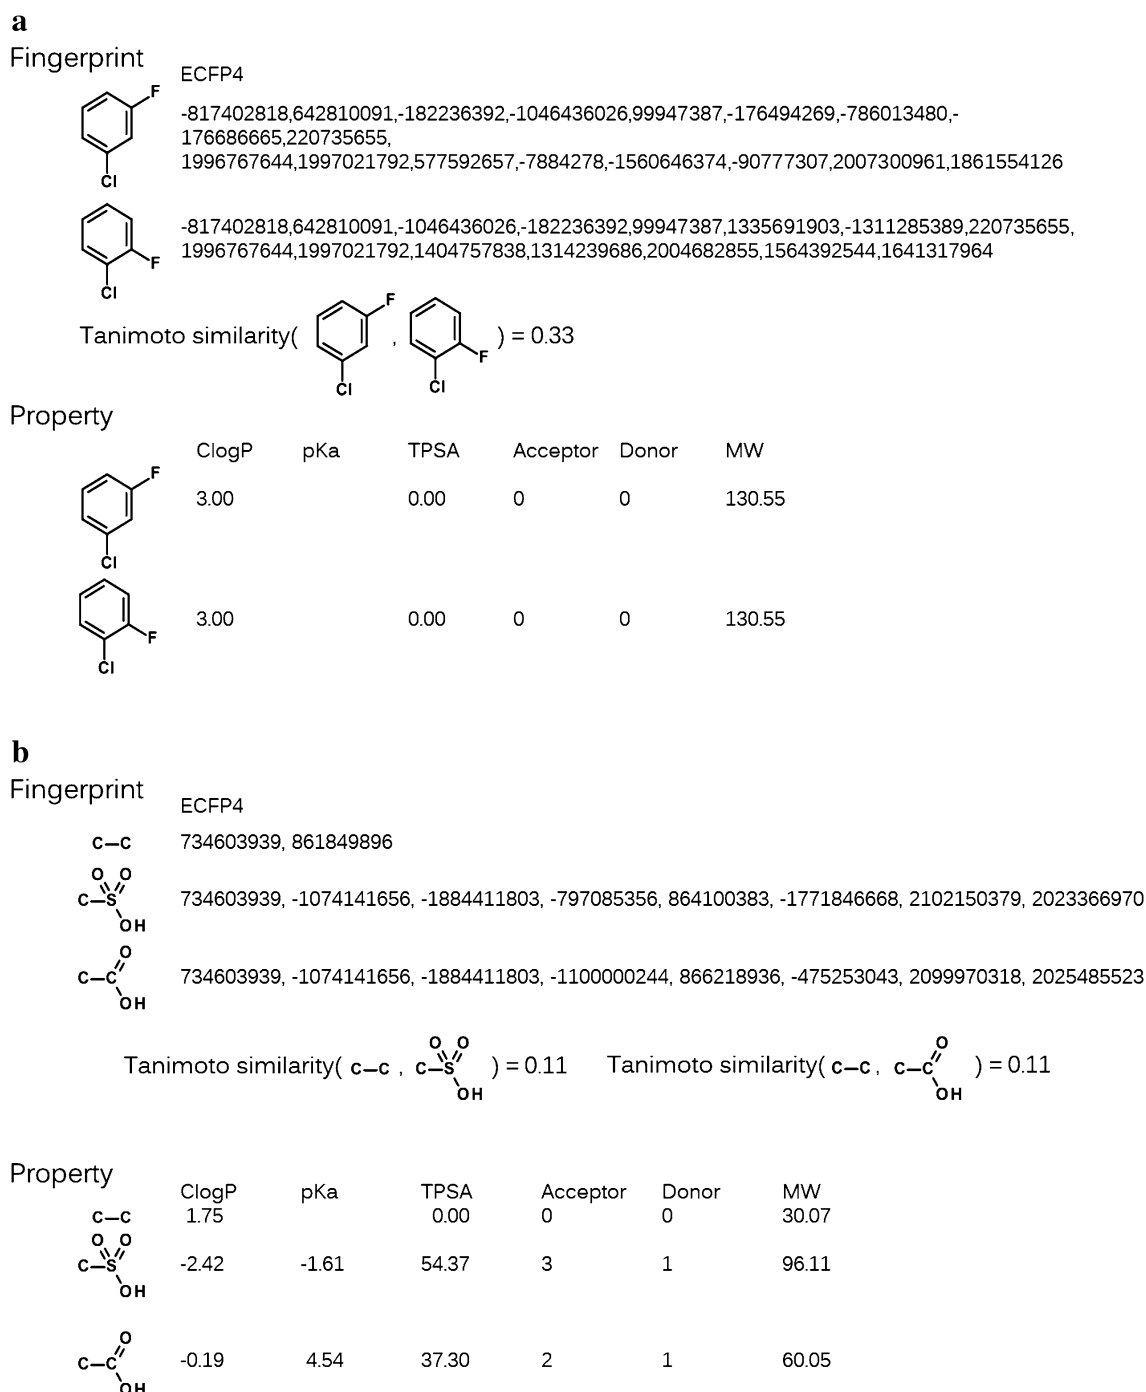 a
Fingerprint
ECFP4
F
Cl
-817402818,642810091,-182236392,-1046436026,99947387,-176494269,-786013480,-
176686665,220735655,
1996767644,1997021792,577592657,-7884278,-1560646374,-90777307,2007300961,1861554126
F
Cl
-817402818,642810091,-1046436026,-182236392,99947387,1335691903,-1311285389,220735655,
1996767644,1997021792,1404757838,1314239686,2004682855,1564392544,1641317964
Tanimoto similarity( F Cl , F Cl ) = 0.33
Property
ClogP pKa TPSA Acceptor Donor MW
F
Cl
3.00 0.00 0 0 130.55
F
Cl
3.00 0.00 0 0 130.55
b
Fingerprint
ECFP4
C–C 734603939, 861849896
O O
C–S 734603939, -1074141656, -1884411803, -797085356, 864100383, -1771846668, 2102150379, 2023366970
OH
O
C–C 734603939, -1074141656, -1884411803, -1100000244, 866218936, -475253043, 2099970318, 2025485523
OH
O O O
Tanimoto similarity( C–C , C–S ) = 0.11 Tanimoto similarity( C–C , C–C ) = 0.11
OH OH
Property
ClogP pKa TPSA Acceptor Donor MW
C–C 1.75 0.00 0 0 30.07
O O
C–S -2.42 -1.61 54.37 3 1 96.11
OH
O
C–C -0.19 4.54 37.30 2 1 60.05
OH